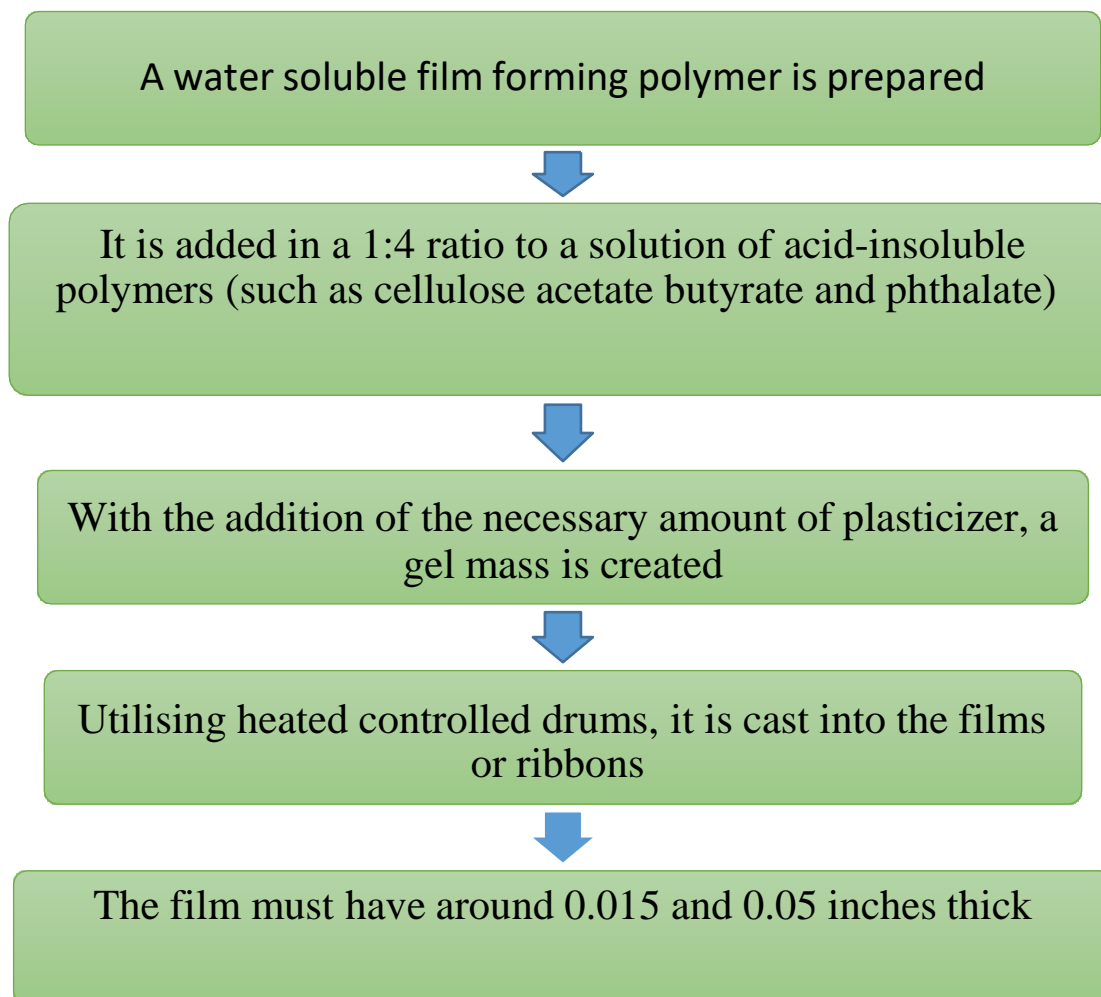 A water soluble film forming polymer is prepared
It is added in a 1:4 ratio to a solution of acid-insoluble
polymers (such as cellulose acetate butyrate and phthalate)
With the addition of the necessary amount of plasticizer, a
gel mass is created
Utilising heated controlled drums, it is cast into the films
or ribbons
The film must have around 0.015 and 0.05 inches thick